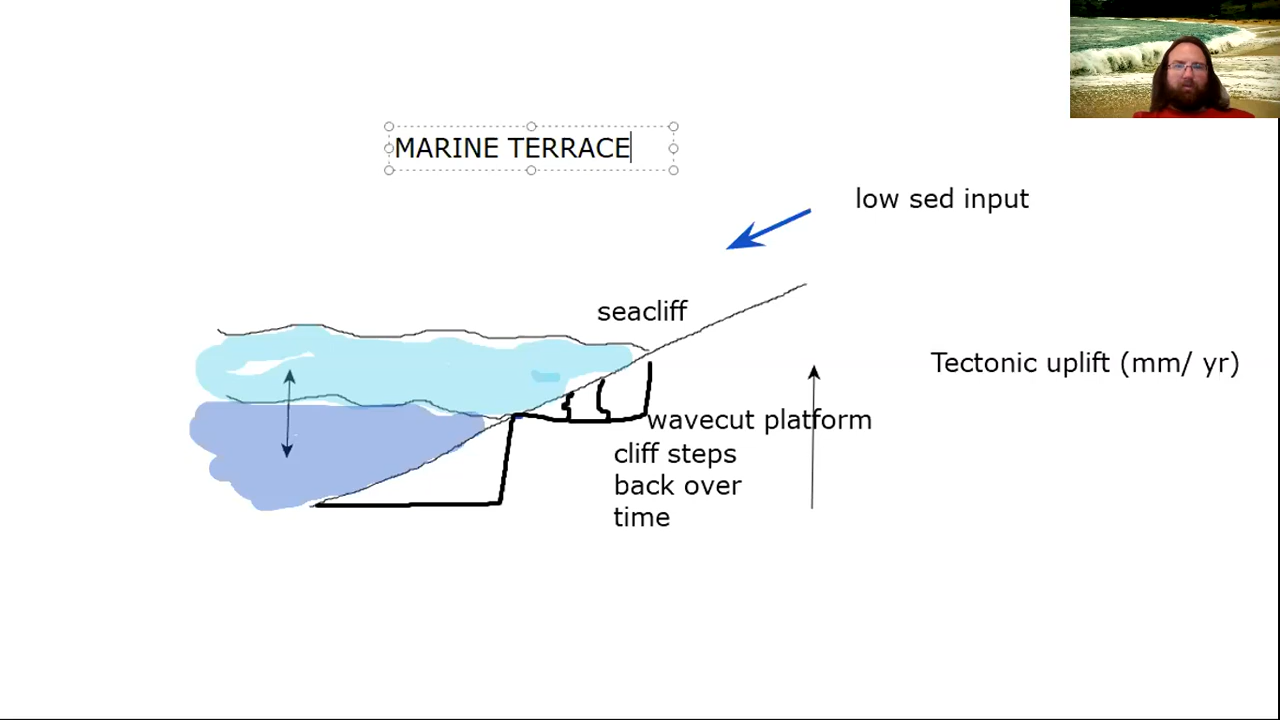 MARINE TERRACE
low sed input
seacliff
Tectonic uplift (mm/ yr)
wavecut platform
cliff steps
back over
time